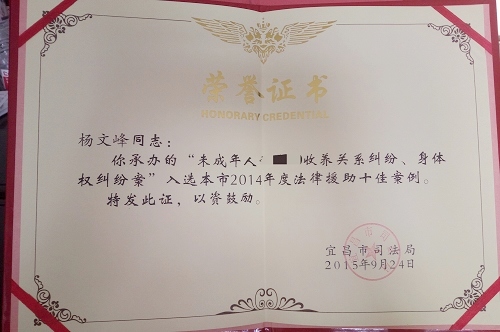 荣誉证书
HONORARY CREDENTIAL
杨文峰同志：
你承办的“未成年人收养关系纠纷、身体
权纠纷案”入选本市2014年度法律援助十佳案例。
特发此证，以资鼓励。
宜昌市司法局
2015年9月24日